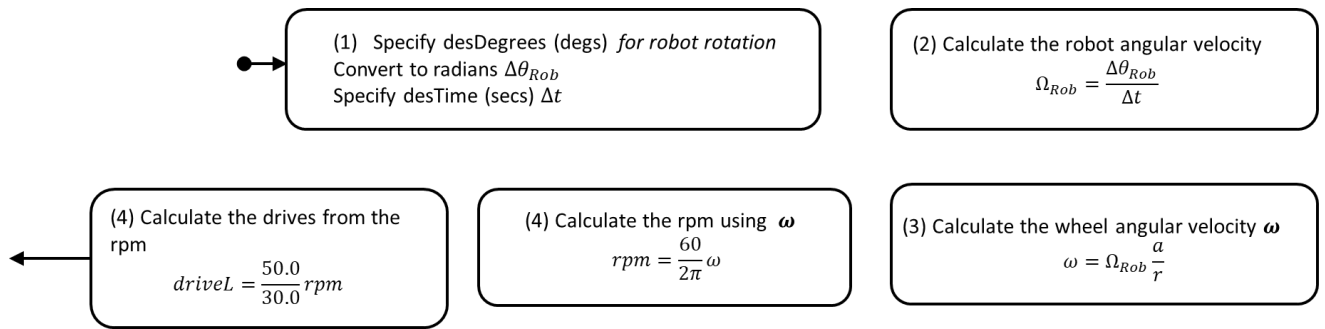 (1) Specify desDegrees (degs) for robot rotation
Convert to radians Δθ_Rob
Specify desTime (secs) Δt
(2) Calculate the robot angular velocity
Ω_Rob = Δθ_Rob / Δt
(4) Calculate the drives from the
rpm
driveL = 50.0 / 30.0 rpm
(4) Calculate the rpm using ω
rpm = 60 / 2π ω
(3) Calculate the wheel angular velocity ω
ω = Ω_Rob a / r